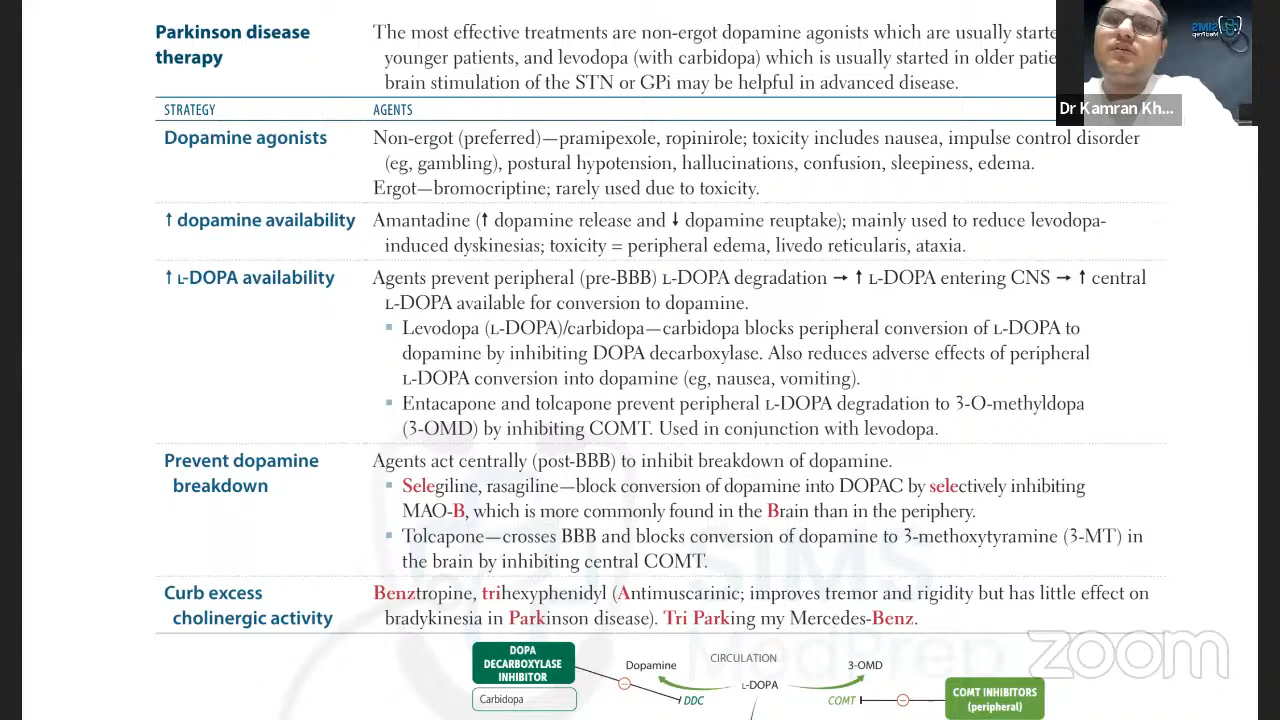 Parkinson disease
therapy
The most effective treatments are non-ergot dopamine agonists which are usually starte
younger patients, and levodopa (with carbidopa) which is usually started in older patie
brain stimulation of the STN or GPi may be helpful in advanced disease.
SIMS
MedPrep
Dr Kamran Kh...
STRATEGY AGENTS
Dopamine agonists
Non-ergot (preferred)—pramipexole, ropinirole; toxicity includes nausea, impulse control disorder
(eg, gambling), postural hypotension, hallucinations, confusion, sleepiness, edema.
Ergot—bromocriptine; rarely used due to toxicity.
↑ dopamine availability
Amantadine (↑ dopamine release and ↓ dopamine reuptake); mainly used to reduce levodopa-
induced dyskinesias; toxicity = peripheral edema, livedo reticularis, ataxia.
↑ L-DOPA availability
Agents prevent peripheral (pre-BBB) L-DOPA degradation → ↑ L-DOPA entering CNS → ↑ central
L-DOPA available for conversion to dopamine.
▪ Levodopa (L-DOPA)/carbidopa—carbidopa blocks peripheral conversion of L-DOPA to
dopamine by inhibiting DOPA decarboxylase. Also reduces adverse effects of peripheral
L-DOPA conversion into dopamine (eg, nausea, vomiting).
▪ Entacapone and tolcapone prevent peripheral L-DOPA degradation to 3-O-methyldopa
(3-OMD) by inhibiting COMT. Used in conjunction with levodopa.
Prevent dopamine
breakdown
Agents act centrally (post-BBB) to inhibit breakdown of dopamine.
▪ Selegiline, rasagiline—block conversion of dopamine into DOPAC by selectively inhibiting
MAO-B, which is more commonly found in the Brain than in the periphery.
▪ Tolcapone—crosses BBB and blocks conversion of dopamine to 3-methoxytyramine (3-MT) in
the brain by inhibiting central COMT.
Curb excess
cholinergic activity
Benztropine, trihexyphenidyl (Antimuscarinic; improves tremor and rigidity but has little effect on
bradykinesia in Parkinson disease). Tri Parking my Mercedes-Benz.
SIMS
MedPrep
zoom
DOPA
DECARBOXYLASE
INHIBITOR
Carbidopa
Dopamine
CIRCULATION
3-OMD
L-DOPA
DDC
COMT
COMT INHIBITORS
(peripheral)